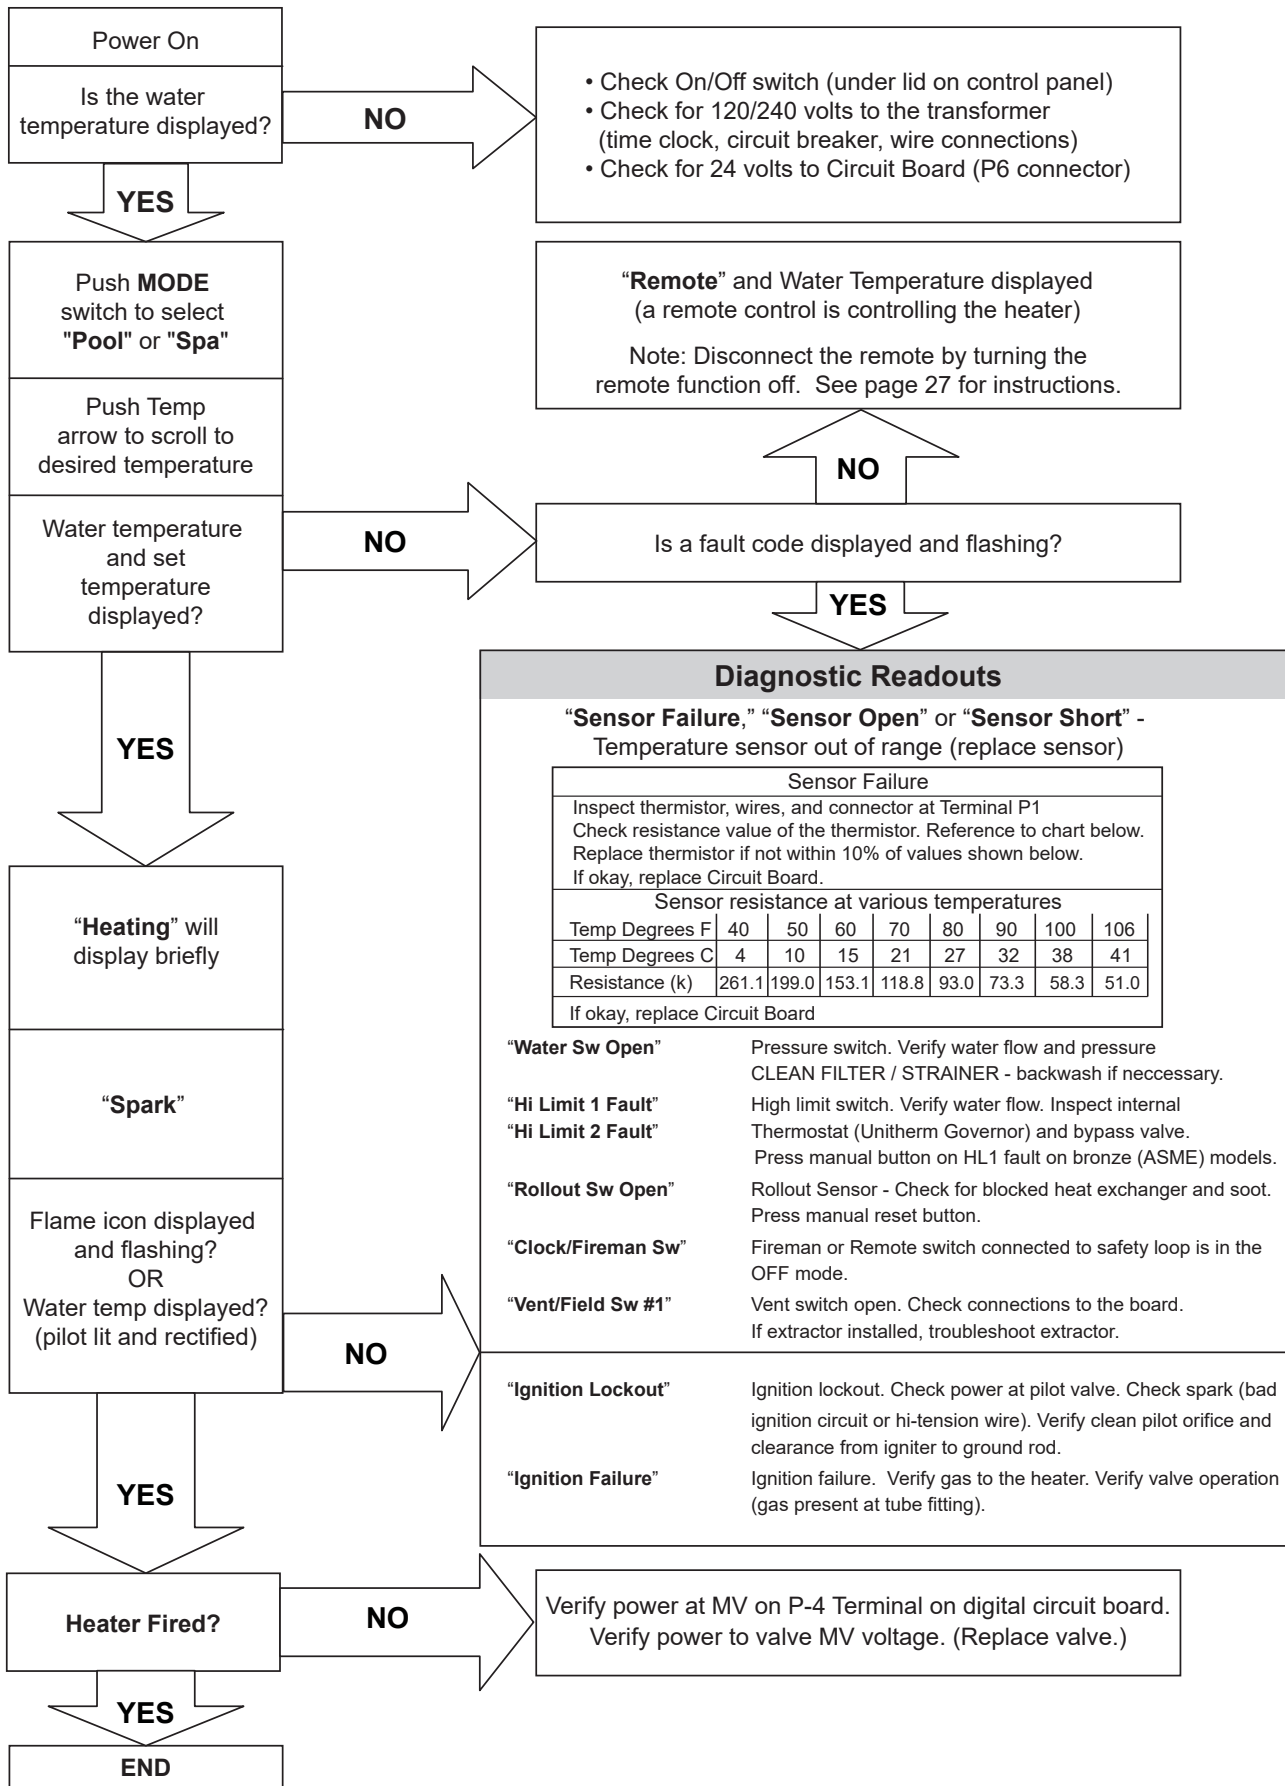 Power On
Is the water
temperature displayed?
NO
• Check On/Off switch (under lid on control panel)
• Check for 120/240 volts to the transformer
(time clock, circuit breaker, wire connections)
• Check for 24 volts to Circuit Board (P6 connector)
YES
Push MODE
switch to select
"Pool" or "Spa"
Push Temp
arrow to scroll to
desired temperature
Water temperature
and set
temperature
displayed?
NO
Is a fault code displayed and flashing?
NO
“Remote” and Water Temperature displayed
(a remote control is controlling the heater)
Note: Disconnect the remote by turning the
remote function off. See page 27 for instructions.
YES
Diagnostic Readouts
“Sensor Failure,” “Sensor Open” or “Sensor Short” -
Temperature sensor out of range (replace sensor)
Sensor Failure
Inspect thermistor, wires, and connector at Terminal P1
Check resistance value of the thermistor. Reference to chart below.
Replace thermistor if not within 10% of values shown below.
If okay, replace Circuit Board.
Sensor resistance at various temperatures
Temp Degrees F 40 50 60 70 80 90 100 106
Temp Degrees C 4 10 15 21 27 32 38 41
Resistance (k) 261.1 199.0 153.1 118.8 93.0 73.3 58.3 51.0
If okay, replace Circuit Board
“Water Sw Open” Pressure switch. Verify water flow and pressure
CLEAN FILTER / STRAINER - backwash if neccessary.
“Hi Limit 1 Fault” High limit switch. Verify water flow. Inspect internal
“Hi Limit 2 Fault” Thermostat (Unitherm Governor) and bypass valve.
Press manual button on HL1 fault on bronze (ASME) models.
“Rollout Sw Open” Rollout Sensor - Check for blocked heat exchanger and soot.
Press manual reset button.
“Clock/Fireman Sw” Fireman or Remote switch connected to safety loop is in the
OFF mode.
“Vent/Field Sw #1” Vent switch open. Check connections to the board.
If extractor installed, troubleshoot extractor.
“Ignition Lockout” Ignition lockout. Check power at pilot valve. Check spark (bad
ignition circuit or hi-tension wire). Verify clean pilot orifice and
clearance from igniter to ground rod.
“Ignition Failure” Ignition failure. Verify gas to the heater. Verify valve operation
(gas present at tube fitting).
YES
“Heating” will
display briefly
“Spark”
Flame icon displayed
and flashing?
OR
Water temp displayed?
(pilot lit and rectified)
NO
YES
Heater Fired?
NO
Verify power at MV on P-4 Terminal on digital circuit board.
Verify power to valve MV voltage. (Replace valve.)
YES
END